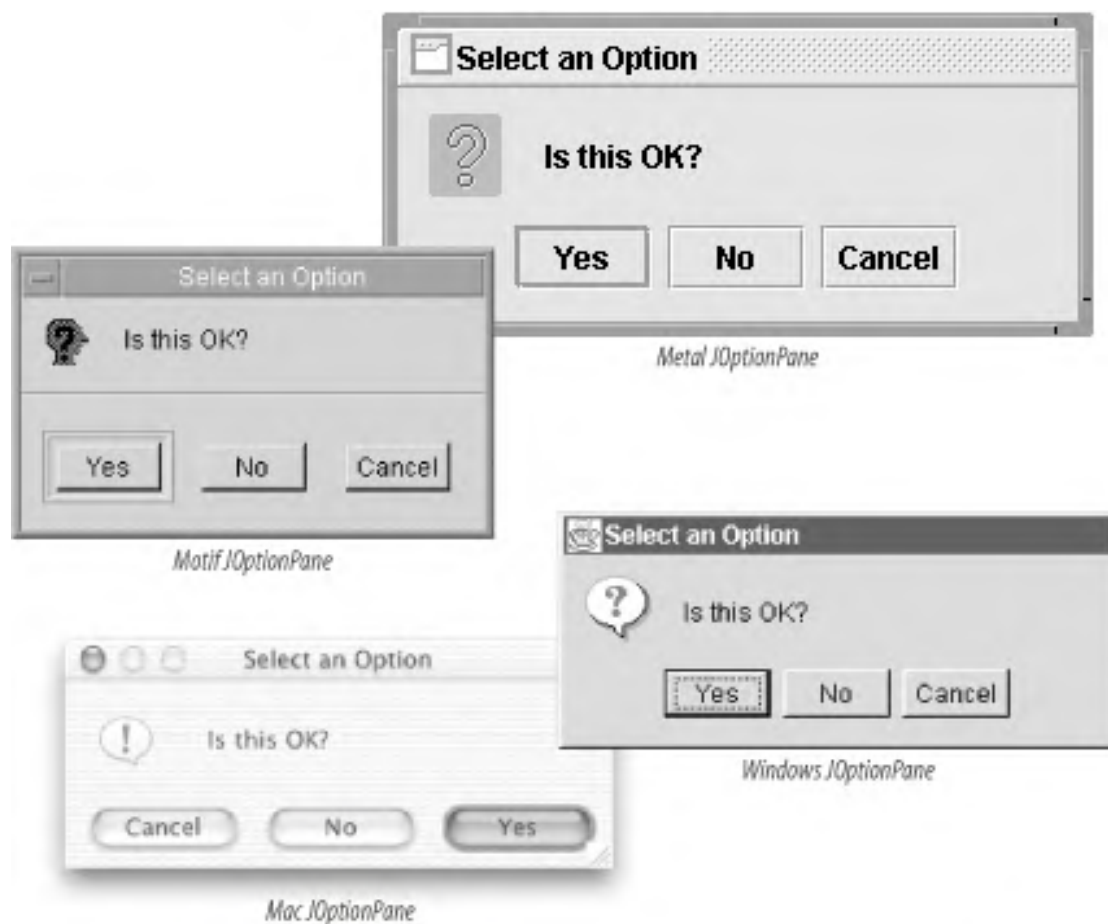 Select an Option
Is this OK?
Yes No Cancel
Metal JOptionPane
Select an Option
Is this OK?
Yes No Cancel
Motif JOptionPane
Select an Option
Is this OK?
Yes No Cancel
Windows JOptionPane
Select an Option
Is this OK?
Cancel No Yes
Mac JOptionPane